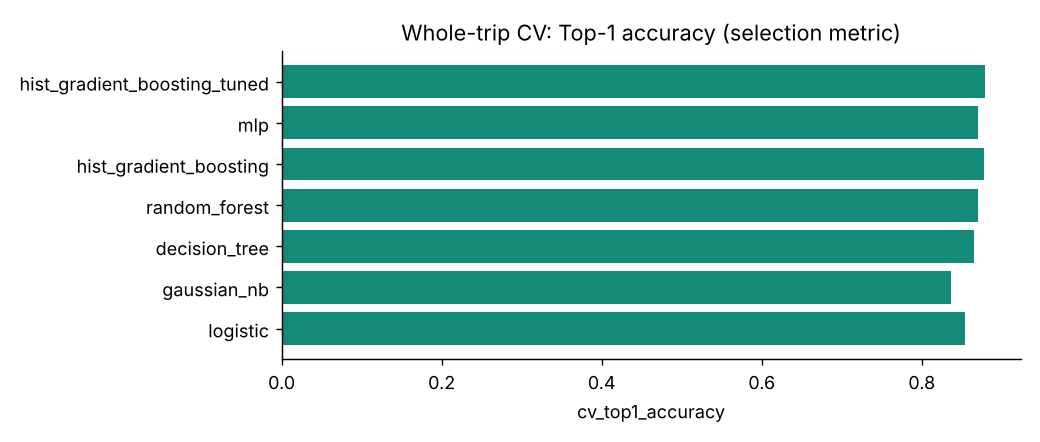 Whole-trip CV: Top-1 accuracy (selection metric)
hist_gradient_boosting_tuned
mlp
hist_gradient_boosting
random_forest
decision_tree
gaussian_nb
logistic
0.0 0.2 0.4 0.6 0.8
cv_top1_accuracy